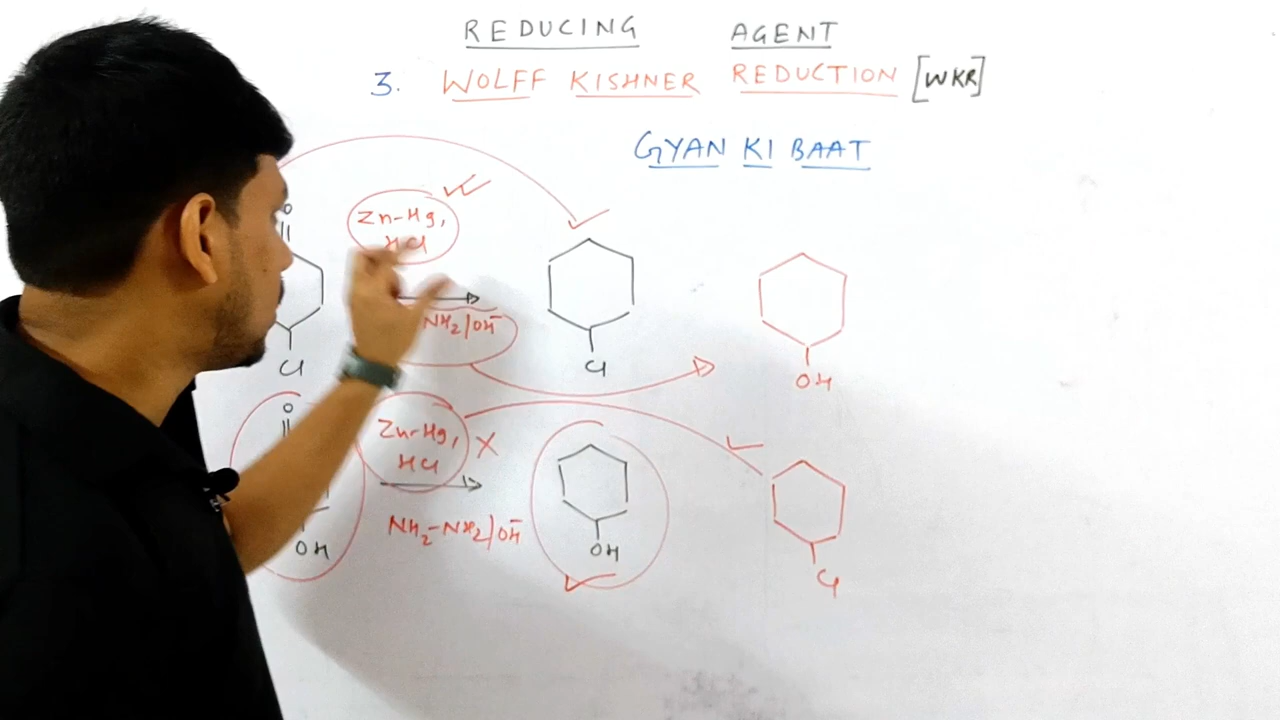 REDUCING AGENT
3. WOLFF KISHNER REDUCTION [WKR]
GYAN KI BAAT
O
Zn-Hg,
HCl
NH2/OH-
Cl
Cl
OH
O
Zn-Hg,
HCl
NH2-NH2/OH-
OH
OH
Cl